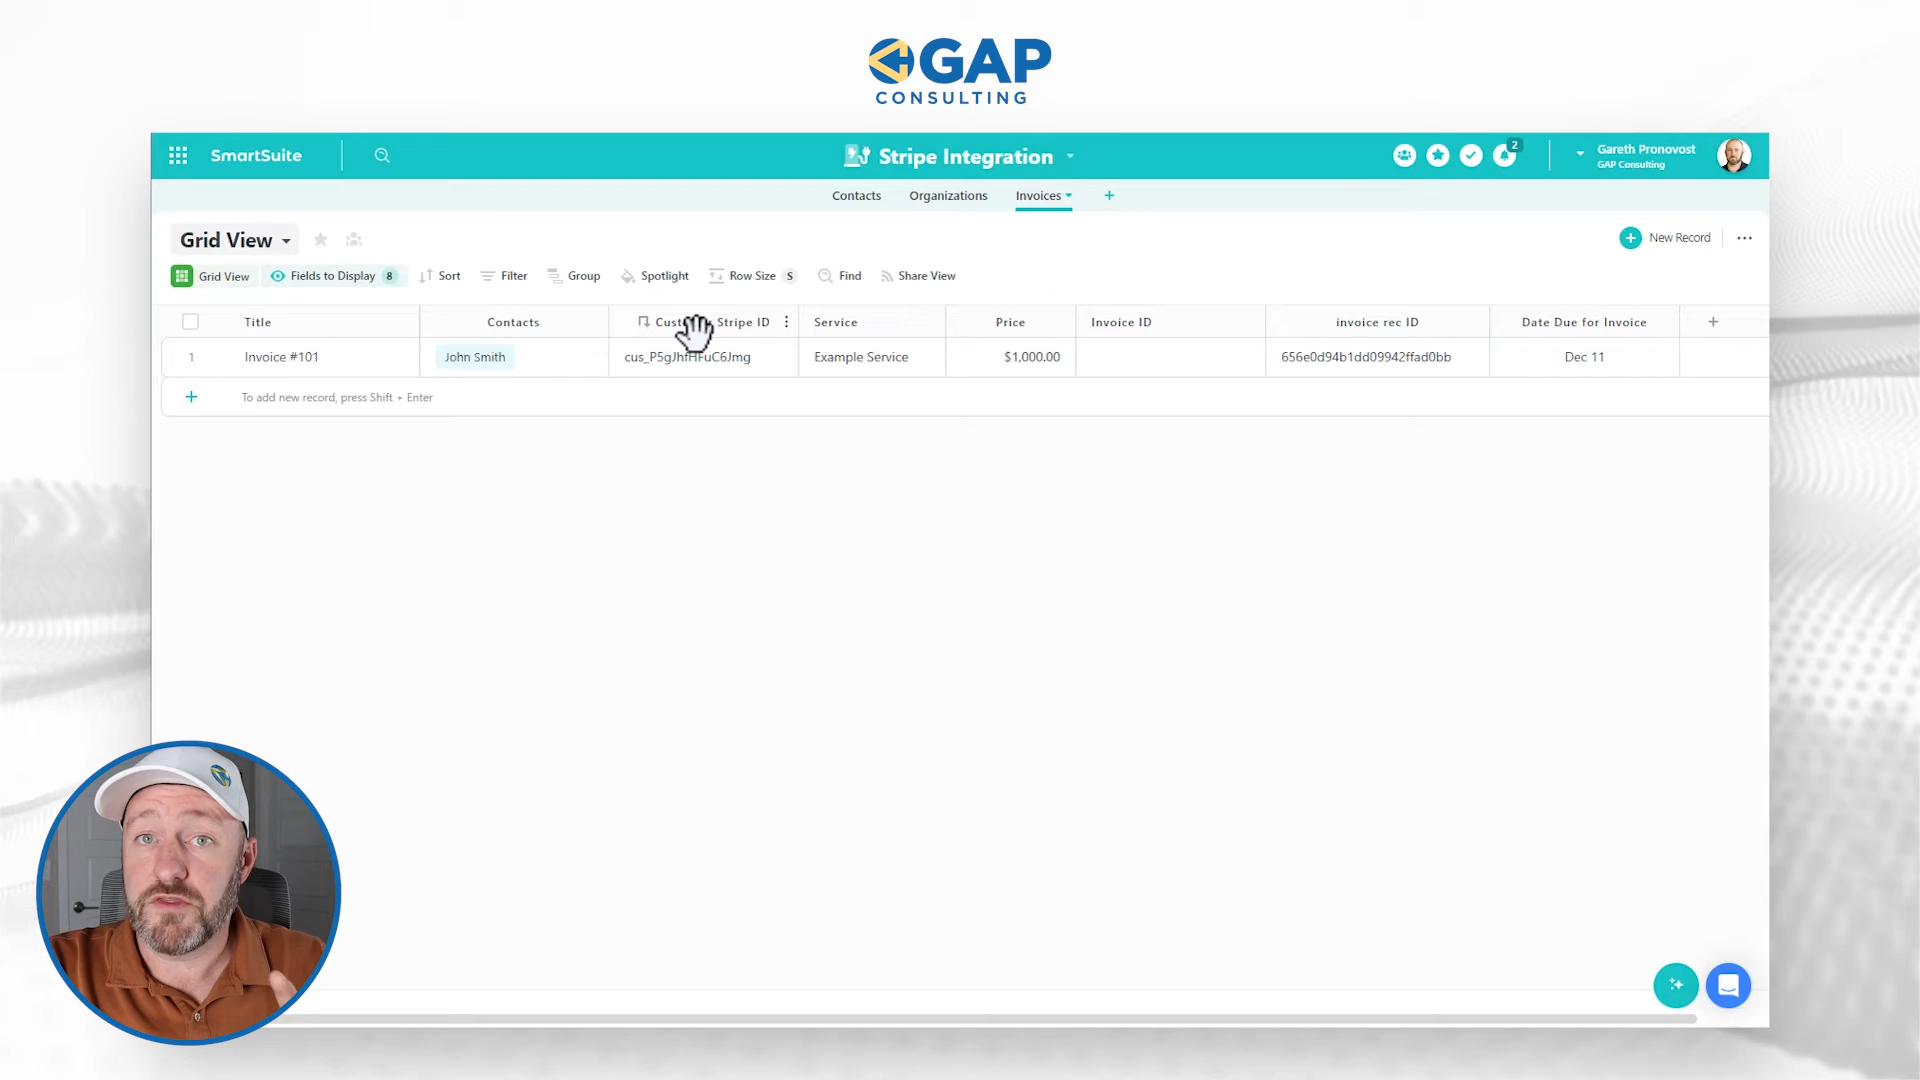 GAP
CONSULTING
SmartSuite
Stripe Integration
2
Gareth Pronovost
GAP Consulting
Contacts Organizations Invoices +
Grid View
New Record
Grid View Fields to Display 8 Sort Filter Group Spotlight Row Size S Find Share View
Title Contacts Stripe ID Service Price Invoice ID invoice rec ID Date Due for Invoice +
1 Invoice #101 John Smith cus_P5gJhfHFuC6Jmg Example Service $1,000.00 656e0d94b1dd09942ffad0bb Dec 11
+ To add new record, press Shift + Enter